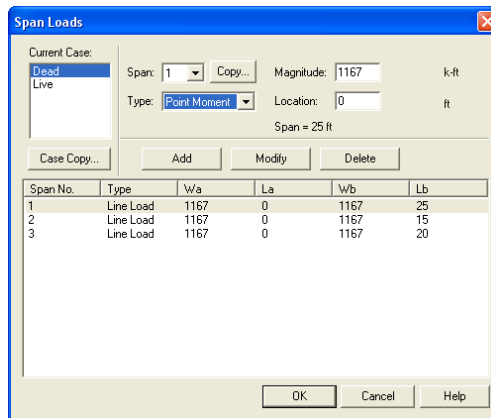 Span Loads
Current Case:
Dead
Live
Span: 1 Copy... Magnitude: 1167 k-ft
Type: Point Moment Location: 0 ft
Span = 25 ft
Case Copy... Add Modify Delete
Span No. Type Wa La Wb Lb
1 Line Load 1167 0 1167 25
2 Line Load 1167 0 1167 15
3 Line Load 1167 0 1167 20
OK Cancel Help